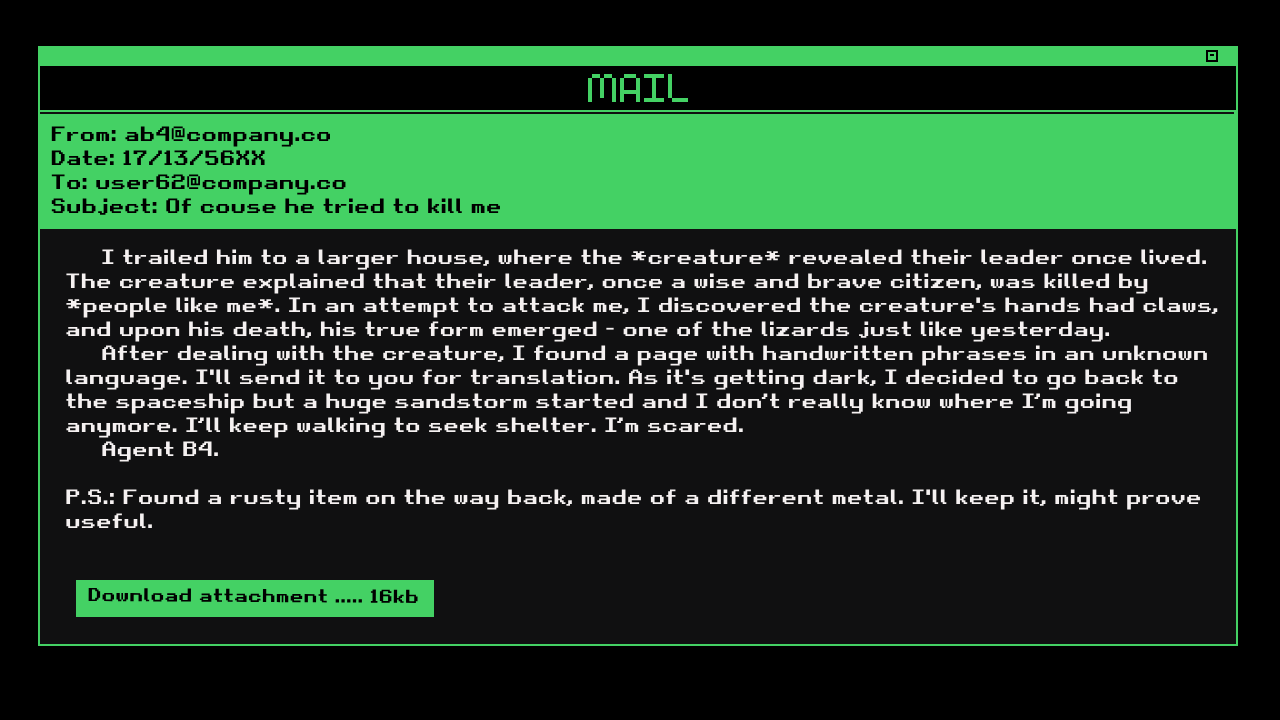 MAIL
From: ab4@company.co
Date: 17/13/56XX
To: user62@company.co
Subject: Of couse he tried to kill me
I trailed him to a larger house, where the *creature* revealed their leader once lived.
The creature explained that their leader, once a wise and brave citizen, was killed by
*people like me*. In an attempt to attack me, I discovered the creature's hands had claws,
and upon his death, his true form emerged - one of the lizards just like yesterday.
After dealing with the creature, I found a page with handwritten phrases in an unknown
language. I'll send it to you for translation. As it's getting dark, I decided to go back to
the spaceship but a huge sandstorm started and I don’t really know where I’m going
anymore. I’ll keep walking to seek shelter. I’m scared.
Agent B4.
P.S.: Found a rusty item on the way back, made of a different metal. I'll keep it, might prove
useful.
Download attachment ..... 16kb